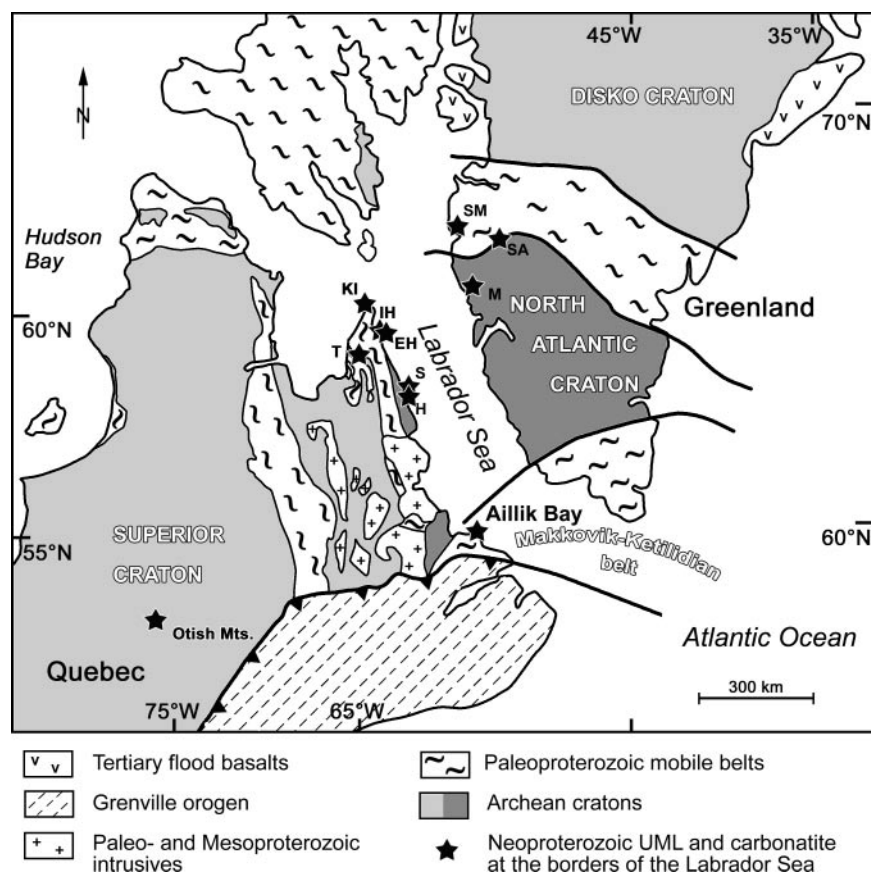 45°W
35°W
N
DISKO CRATON
70°N
Hudson
Bay
SM
SA
M
KI
IH
EH
T
S
H
NORTH
ATLANTIC
CRATON
Greenland
60°N
Labrador Sea
SUPERIOR
CRATON
55°N
Aillik Bay
Makkovik-Ketilidian
belt
60°N
Otish Mts.
Quebec
Atlantic Ocean
75°W
65°W
300 km
Tertiary flood basalts
Paleoproterozoic mobile belts
Grenville orogen
Archean cratons
Paleo- and Mesoproterozoic
intrusives
Neoproterozoic UML and carbonatite
at the borders of the Labrador Sea